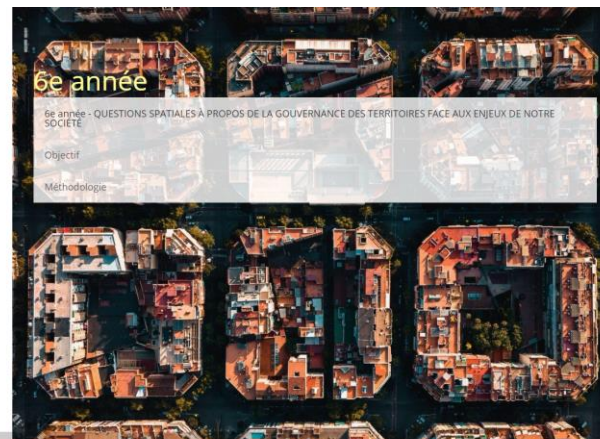 6e année
6e année - QUESTIONS SPATIALES À PROPOS DE LA GOUVERNANCE DES TERRITOIRES FACE AUX ENJEUX DE NOTRE
SOCIÉTÉ
Objectif
Méthodologie